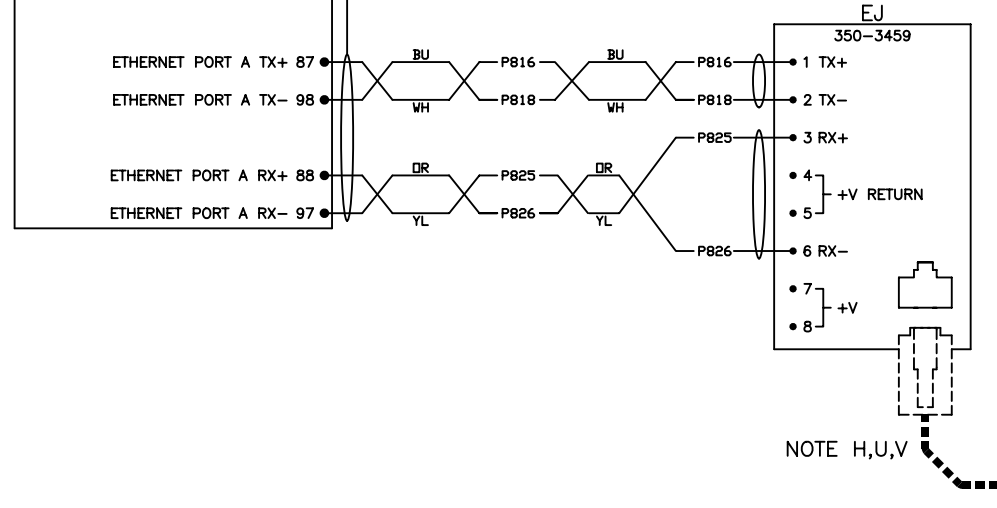 EJ
350-3459
ETHERNET PORT A TX+ 87 BU P816 BU P816 1 TX+
ETHERNET PORT A TX- 98 WH P818 WH P818 2 TX-
P825 3 RX+
ETHERNET PORT A RX+ 88 OR P825 OR 4
+V RETURN
ETHERNET PORT A RX- 97 YL P826 YL 5
P826 6 RX-
7
+V
8
NOTE H,U,V